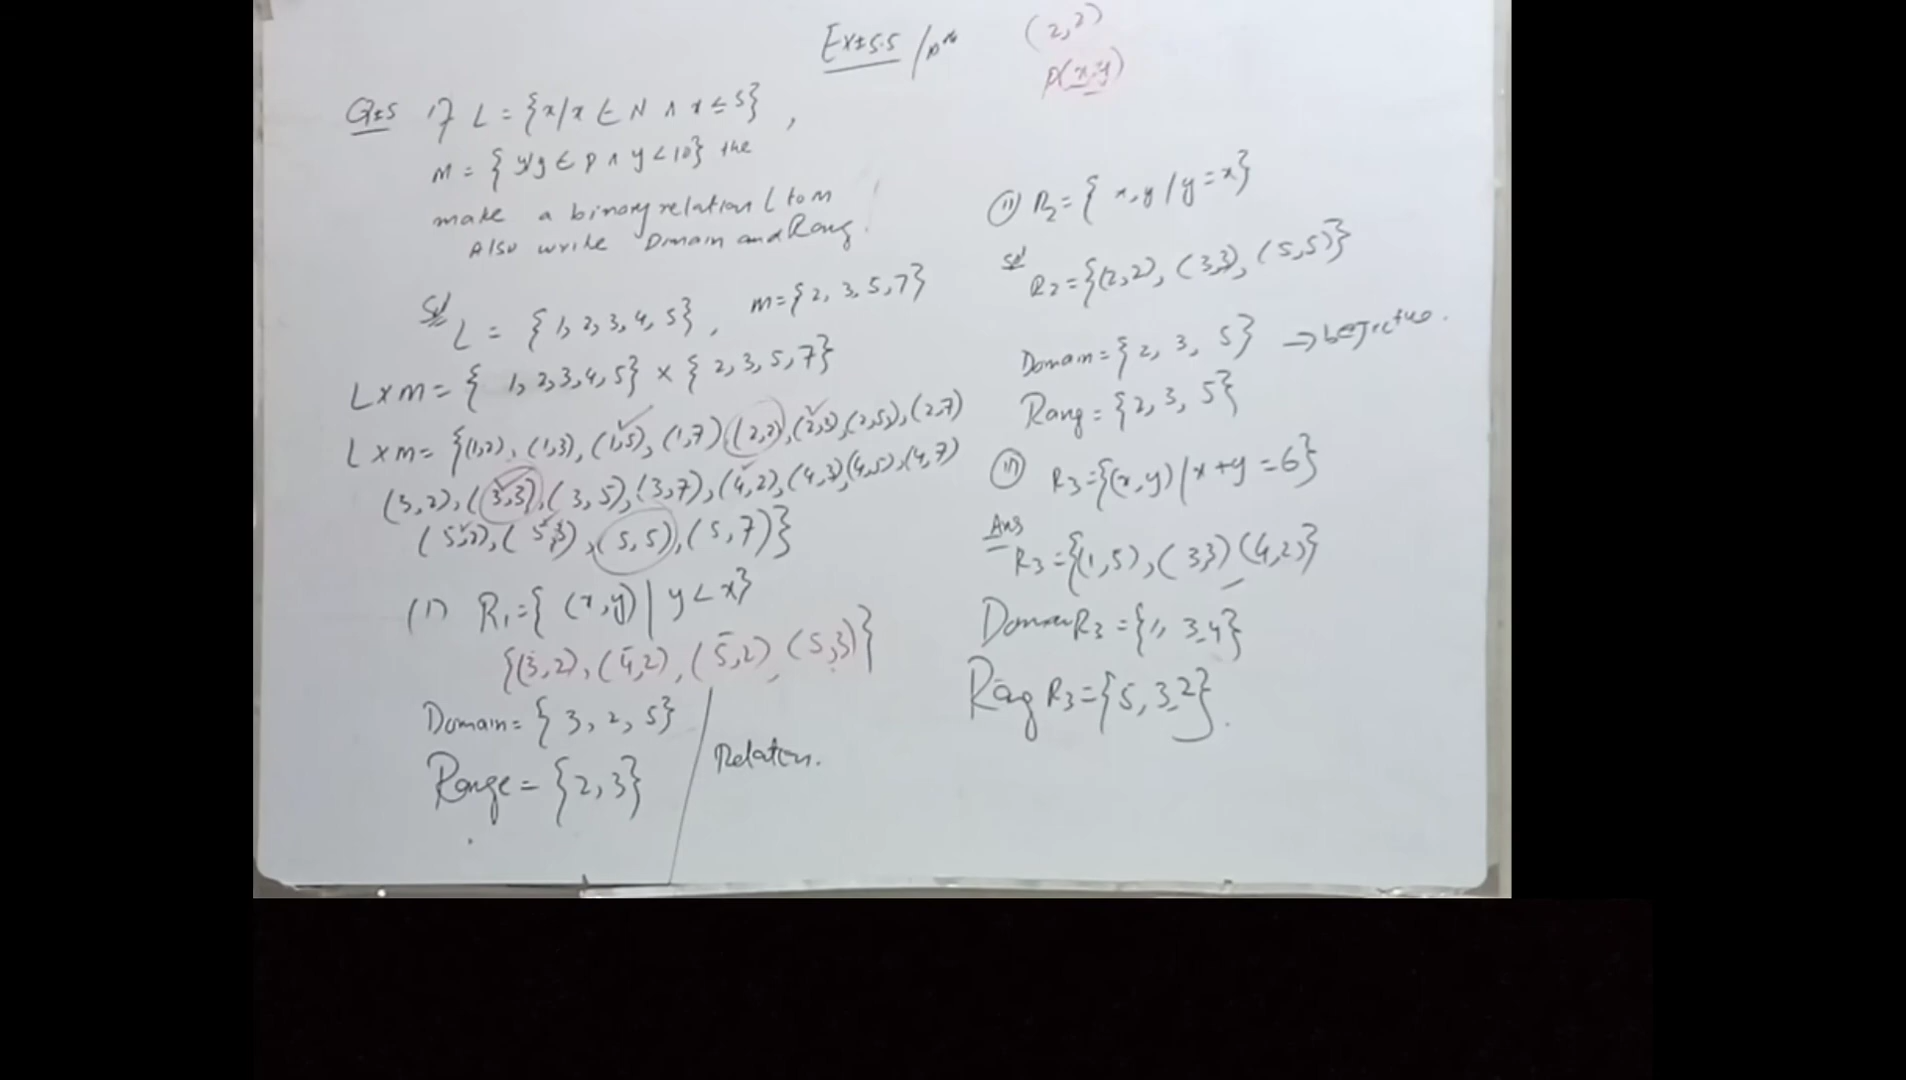 Ex 5.5
(2,2)
p(x,y)
Q5 If L = {x/x ∈ N ∧ x ≤ 5},
M = {y/y ∈ P ∧ y < 10} the
make a binary relation L to M
Also write Domain and Rang.
Sol
L = {1, 2, 3, 4, 5}, M = {2, 3, 5, 7}
L × M = {1, 2, 3, 4, 5} × {2, 3, 5, 7}
L × M = {(1,2), (1,3), (1,5), (1,7) (2,2), (2,3), (2,5), (2,7)
(3,2), (3,3), (3,5), (3,7), (4,2), (4,3) (4,5), (4,7)
(5,2), (5,3), (5,5), (5,7)}
(1) R1 = {(x,y) | y < x}
{(3,2), (4,2), (5,2) (5,3)}
Domain = {3, 2, 5}
Range = {2, 3}
Relation.
(ii) R2 = {x,y / y = x}
Sol
R2 = {(2,2), (3,3), (5,5)}
Domain = {2, 3, 5} →
Rang = {2, 3, 5}
R3 = {(x,y) | x + y = 6}
Ans
R3 = {(1,5), (3,3) (4,2)}
Domain R3 = {1, 3, 4}
Rang R3 = {5, 3, 2}.